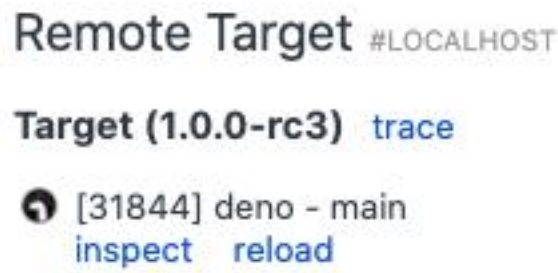 Remote Target #LOCALHOST
Target (1.0.0-rc3) trace
[31844] deno - main
inspect reload